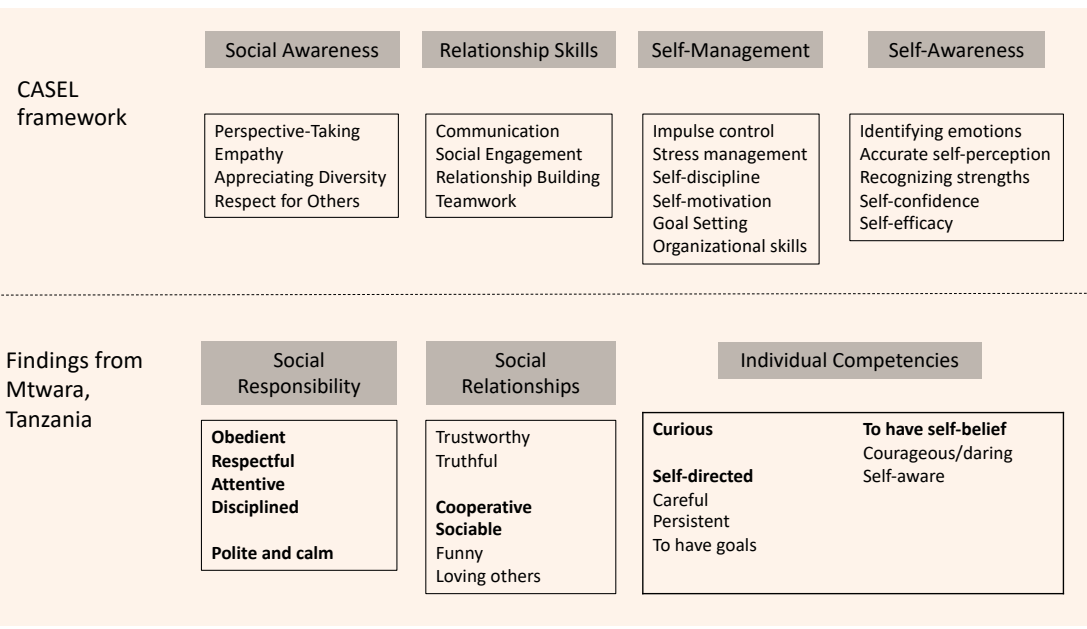 CASEL
framework
Social Awareness
Relationship Skills
Self-Management
Self-Awareness
Perspective-Taking
Empathy
Appreciating Diversity
Respect for Others
Communication
Social Engagement
Relationship Building
Teamwork
Impulse control
Stress management
Self-discipline
Self-motivation
Goal Setting
Organizational skills
Identifying emotions
Accurate self-perception
Recognizing strengths
Self-confidence
Self-efficacy
Findings from
Mtwara,
Tanzania
Social
Responsibility
Social
Relationships
Individual Competencies
Obedient
Respectful
Attentive
Disciplined
Polite and calm
Trustworthy
Truthful
Cooperative
Sociable
Funny
Loving others
Curious
Self-directed
Careful
Persistent
To have goals
To have self-belief
Courageous/daring
Self-aware